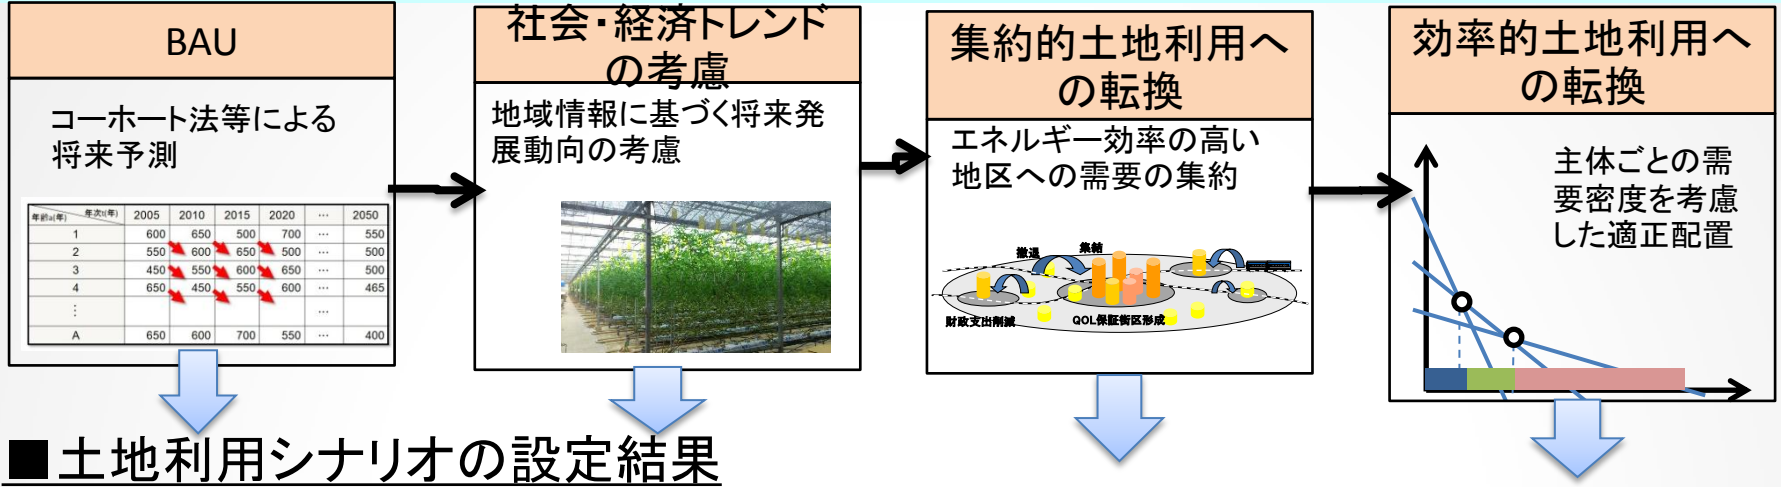 BAU
コーホート法等による
将来予測
年齢a(年) 年次t(年) 2005 2010 2015 2020 … 2050
1 600 650 500 700 … 550
2 550 600 650 500 … 500
3 450 550 600 650 … 500
4 650 450 550 600 … 465
⋮ …
A 650 600 700 550 … 400
社会・経済トレンド
の考慮
地域情報に基づく将来発
展動向の考慮
集約的土地利用へ
の転換
エネルギー効率の高い
地区への需要の集約
撤退
集結
財政支出削減
QOL保証街区形成
効率的土地利用へ
の転換
主体ごとの需
要密度を考慮
した適正配置
■土地利用シナリオの設定結果